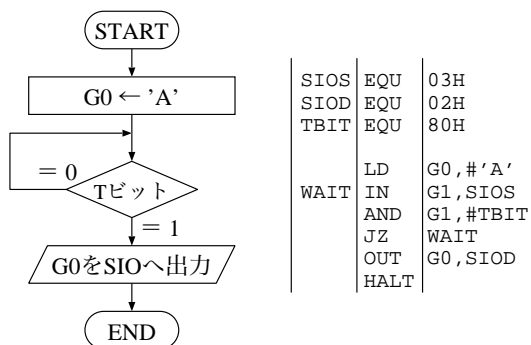 START
G0 ← 'A'
= 0
Tビット
= 1
G0をSIOへ出力
END
SIOS EQU 03H
SIOD EQU 02H
TBIT EQU 80H
LD G0,#'A'
WAIT IN G1,SIOS
AND G1,#TBIT
JZ WAIT
OUT G0,SIOD
HALT